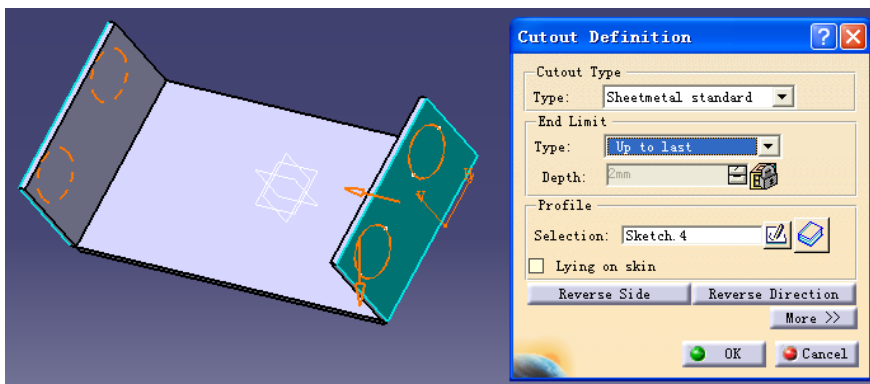 Cutout Definition
Cutout Type
Type: Sheetmetal standard
End Limit
Type: Up to last
Depth: 2mm
Profile
Selection: Sketch.4
Lying on skin
Reverse Side Reverse Direction
More >>
OK Cancel
V